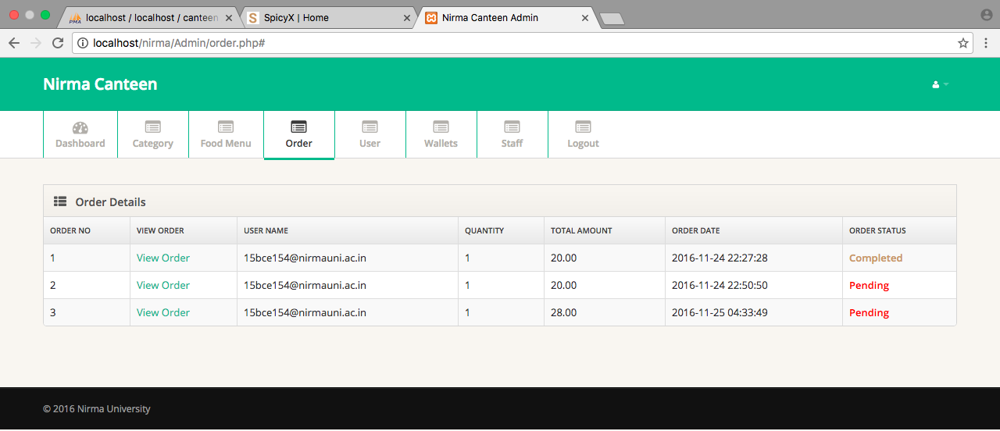 localhost / localhost / canteen
SpicyX | Home
Nirma Canteen Admin
localhost/nirma/Admin/order.php#
Nirma Canteen
Dashboard Category Food Menu Order User Wallets Staff Logout
Order Details
ORDER NO VIEW ORDER USER NAME QUANTITY TOTAL AMOUNT ORDER DATE ORDER STATUS
1 View Order 15bce154@nirmauni.ac.in 1 20.00 2016-11-24 22:27:28 Completed
2 View Order 15bce154@nirmauni.ac.in 1 20.00 2016-11-24 22:50:50 Pending
3 View Order 15bce154@nirmauni.ac.in 1 28.00 2016-11-25 04:33:49 Pending
© 2016 Nirma University